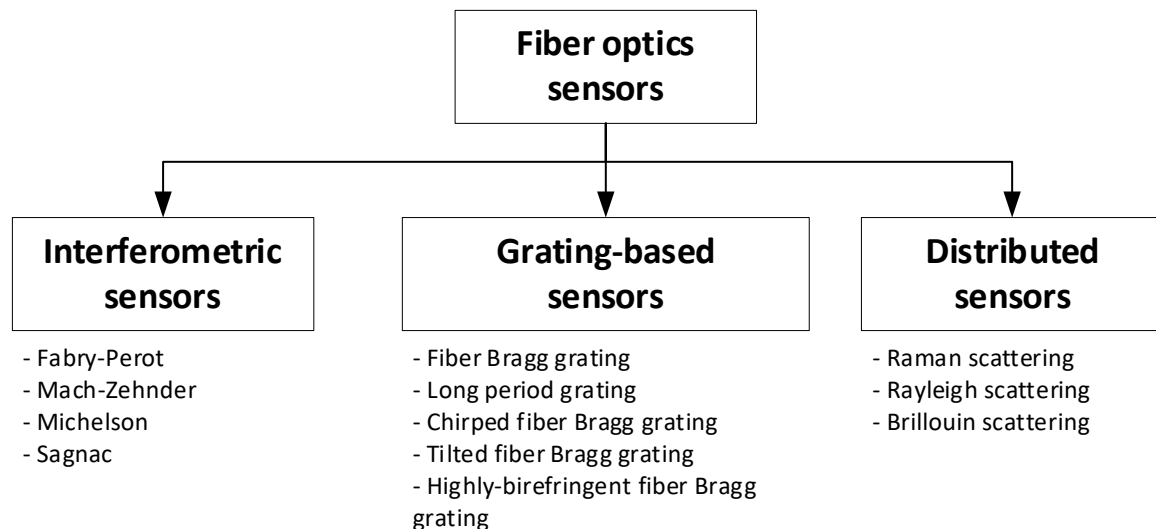 Fiber optics
sensors
Interferometric
sensors
- Fabry-Perot
- Mach-Zehnder
- Michelson
- Sagnac
Grating-based
sensors
- Fiber Bragg grating
- Long period grating
- Chirped fiber Bragg grating
- Tilted fiber Bragg grating
- Highly-birefringent fiber Bragg
grating
Distributed
sensors
- Raman scattering
- Rayleigh scattering
- Brillouin scattering